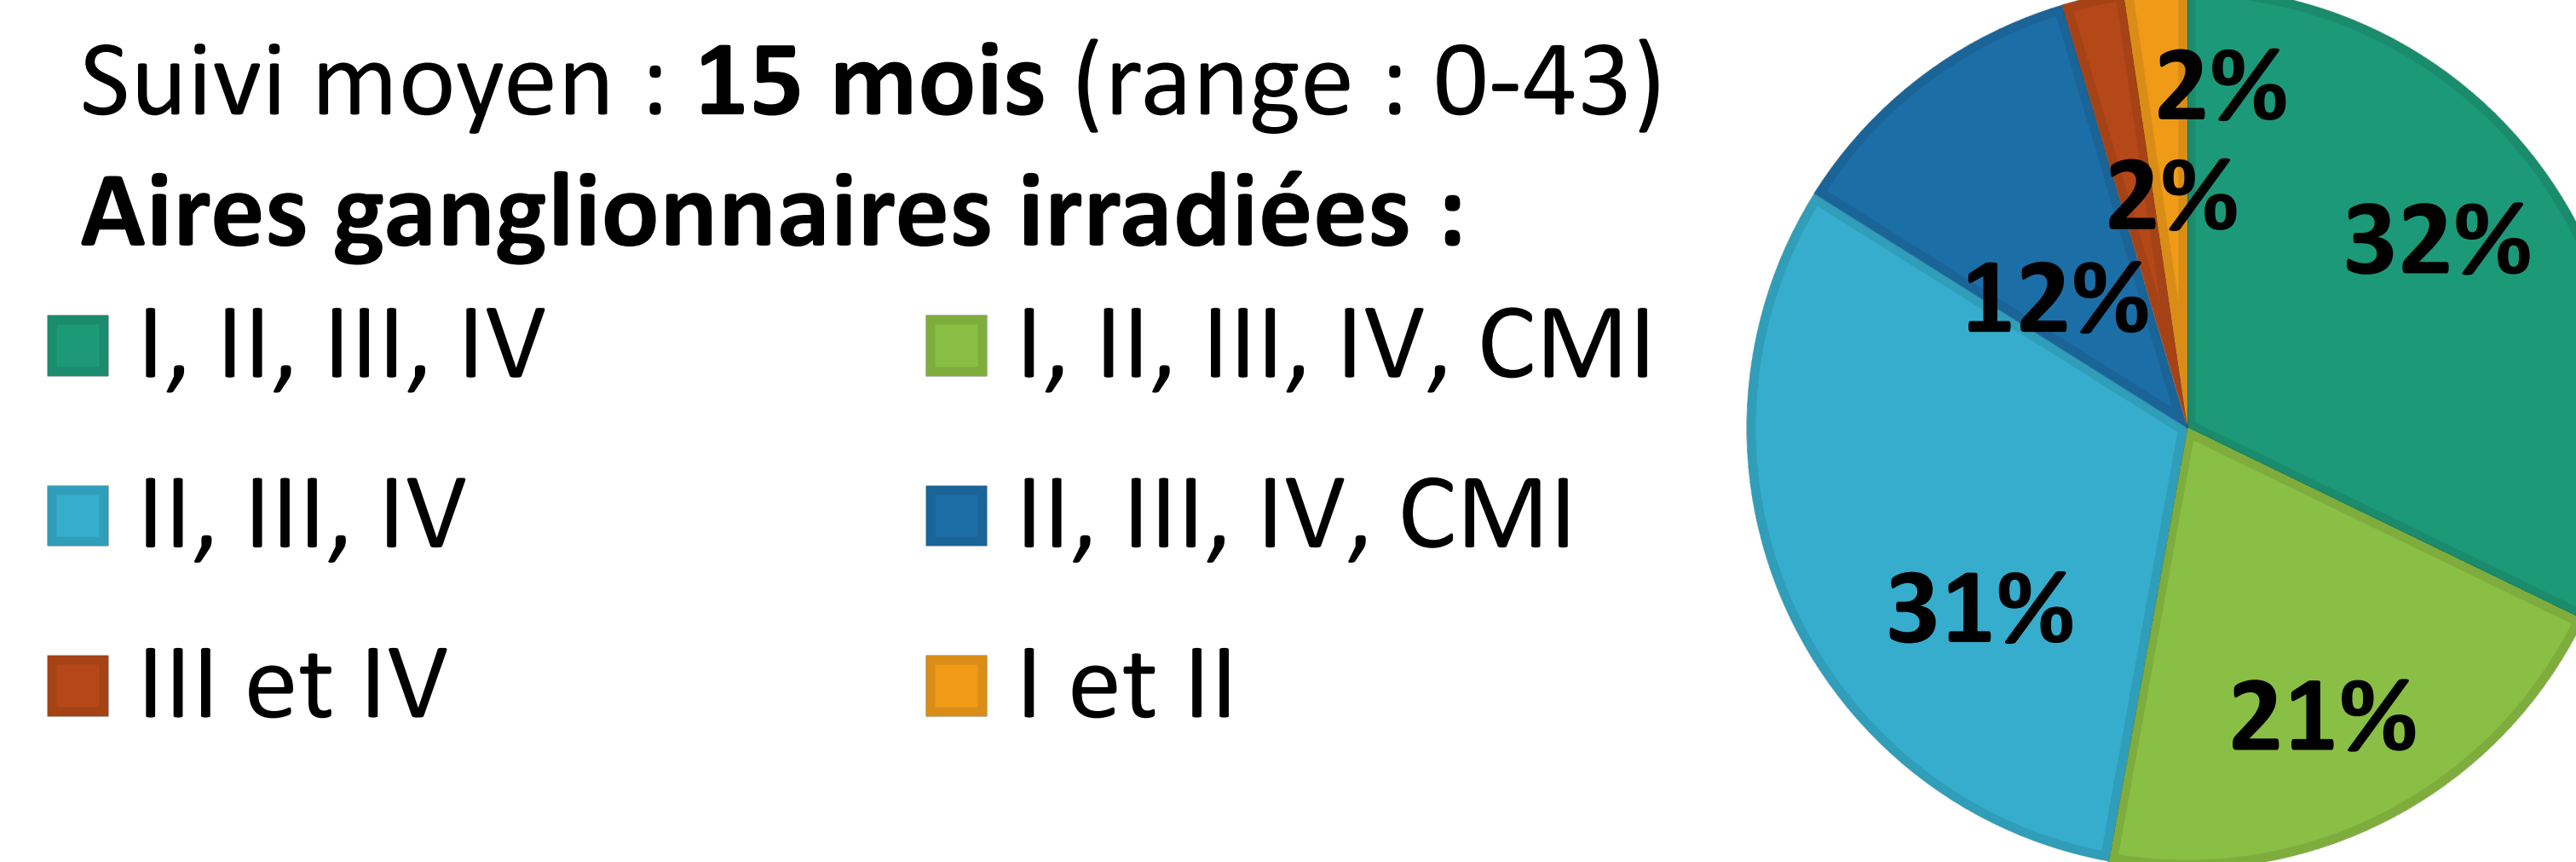 Suivi moyen : 15 mois (range : 0-43)
Aires ganglionnaires irradiées :
I, II, III, IV
I, II, III, IV, CMI
II, III, IV
II, III, IV, CMI
III et IV
I et II
2%
2%
32%
12%
31%
21%